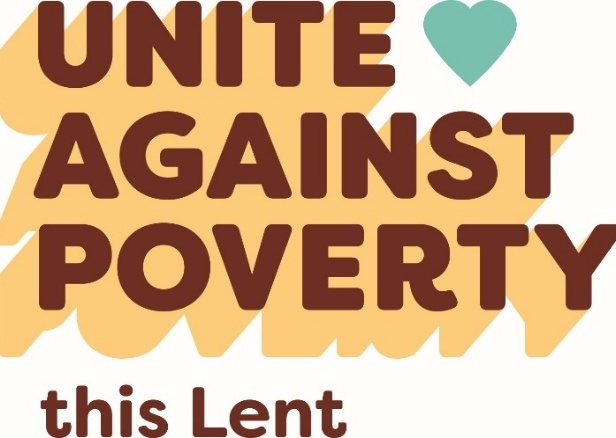 UNITE
AGAINST
POVERTY
this Lent